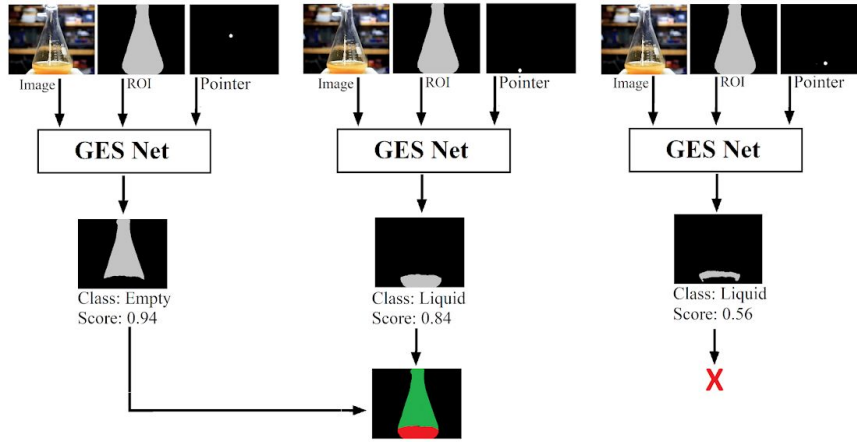 Image ROI Pointer
Image ROI Pointer
Image ROI Pointer
GES Net
GES Net
GES Net
Class: Empty
Score: 0.94
Class: Liquid
Score: 0.84
Class: Liquid
Score: 0.56
X